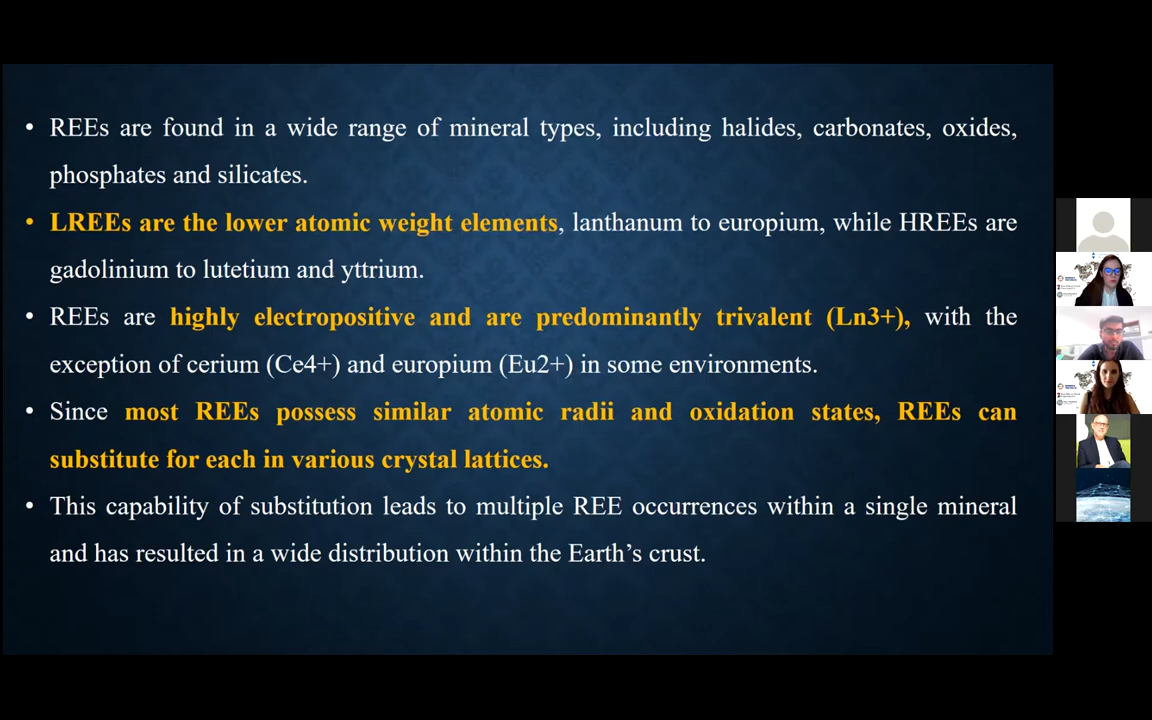 • REEs are found in a wide range of mineral types, including halides, carbonates, oxides,
phosphates and silicates.
• LREEs are the lower atomic weight elements, lanthanum to europium, while HREEs are
gadolinium to lutetium and yttrium.
• REEs are highly electropositive and are predominantly trivalent (Ln3+), with the
exception of cerium (Ce4+) and europium (Eu2+) in some environments.
• Since most REEs possess similar atomic radii and oxidation states, REEs can
substitute for each in various crystal lattices.
• This capability of substitution leads to multiple REE occurrences within a single mineral
and has resulted in a wide distribution within the Earth’s crust.